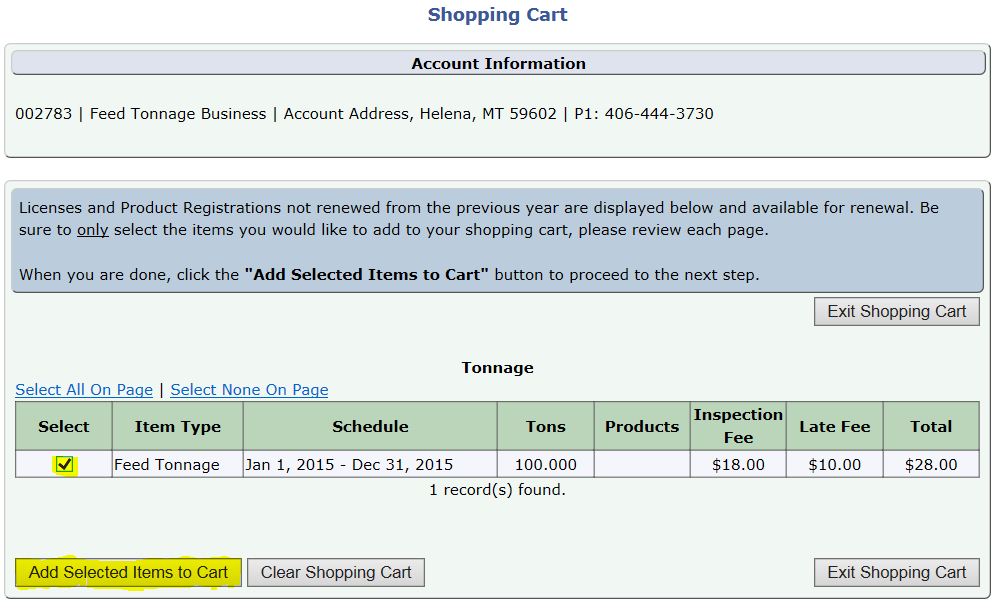 Shopping Cart
Account Information
002783 | Feed Tonnage Business | Account Address, Helena, MT 59602 | P1: 406-444-3730
Licenses and Product Registrations not renewed from the previous year are displayed below and available for renewal. Be
sure to only select the items you would like to add to your shopping cart, please review each page.
When you are done, click the "Add Selected Items to Cart" button to proceed to the next step.
Exit Shopping Cart
Tonnage
Select All On Page | Select None On Page
Select Item Type Schedule Tons Products Inspection Fee Late Fee Total
Feed Tonnage Jan 1, 2015 - Dec 31, 2015 100.000 $18.00 $10.00 $28.00
1 record(s) found.
Add Selected Items to Cart Clear Shopping Cart Exit Shopping Cart